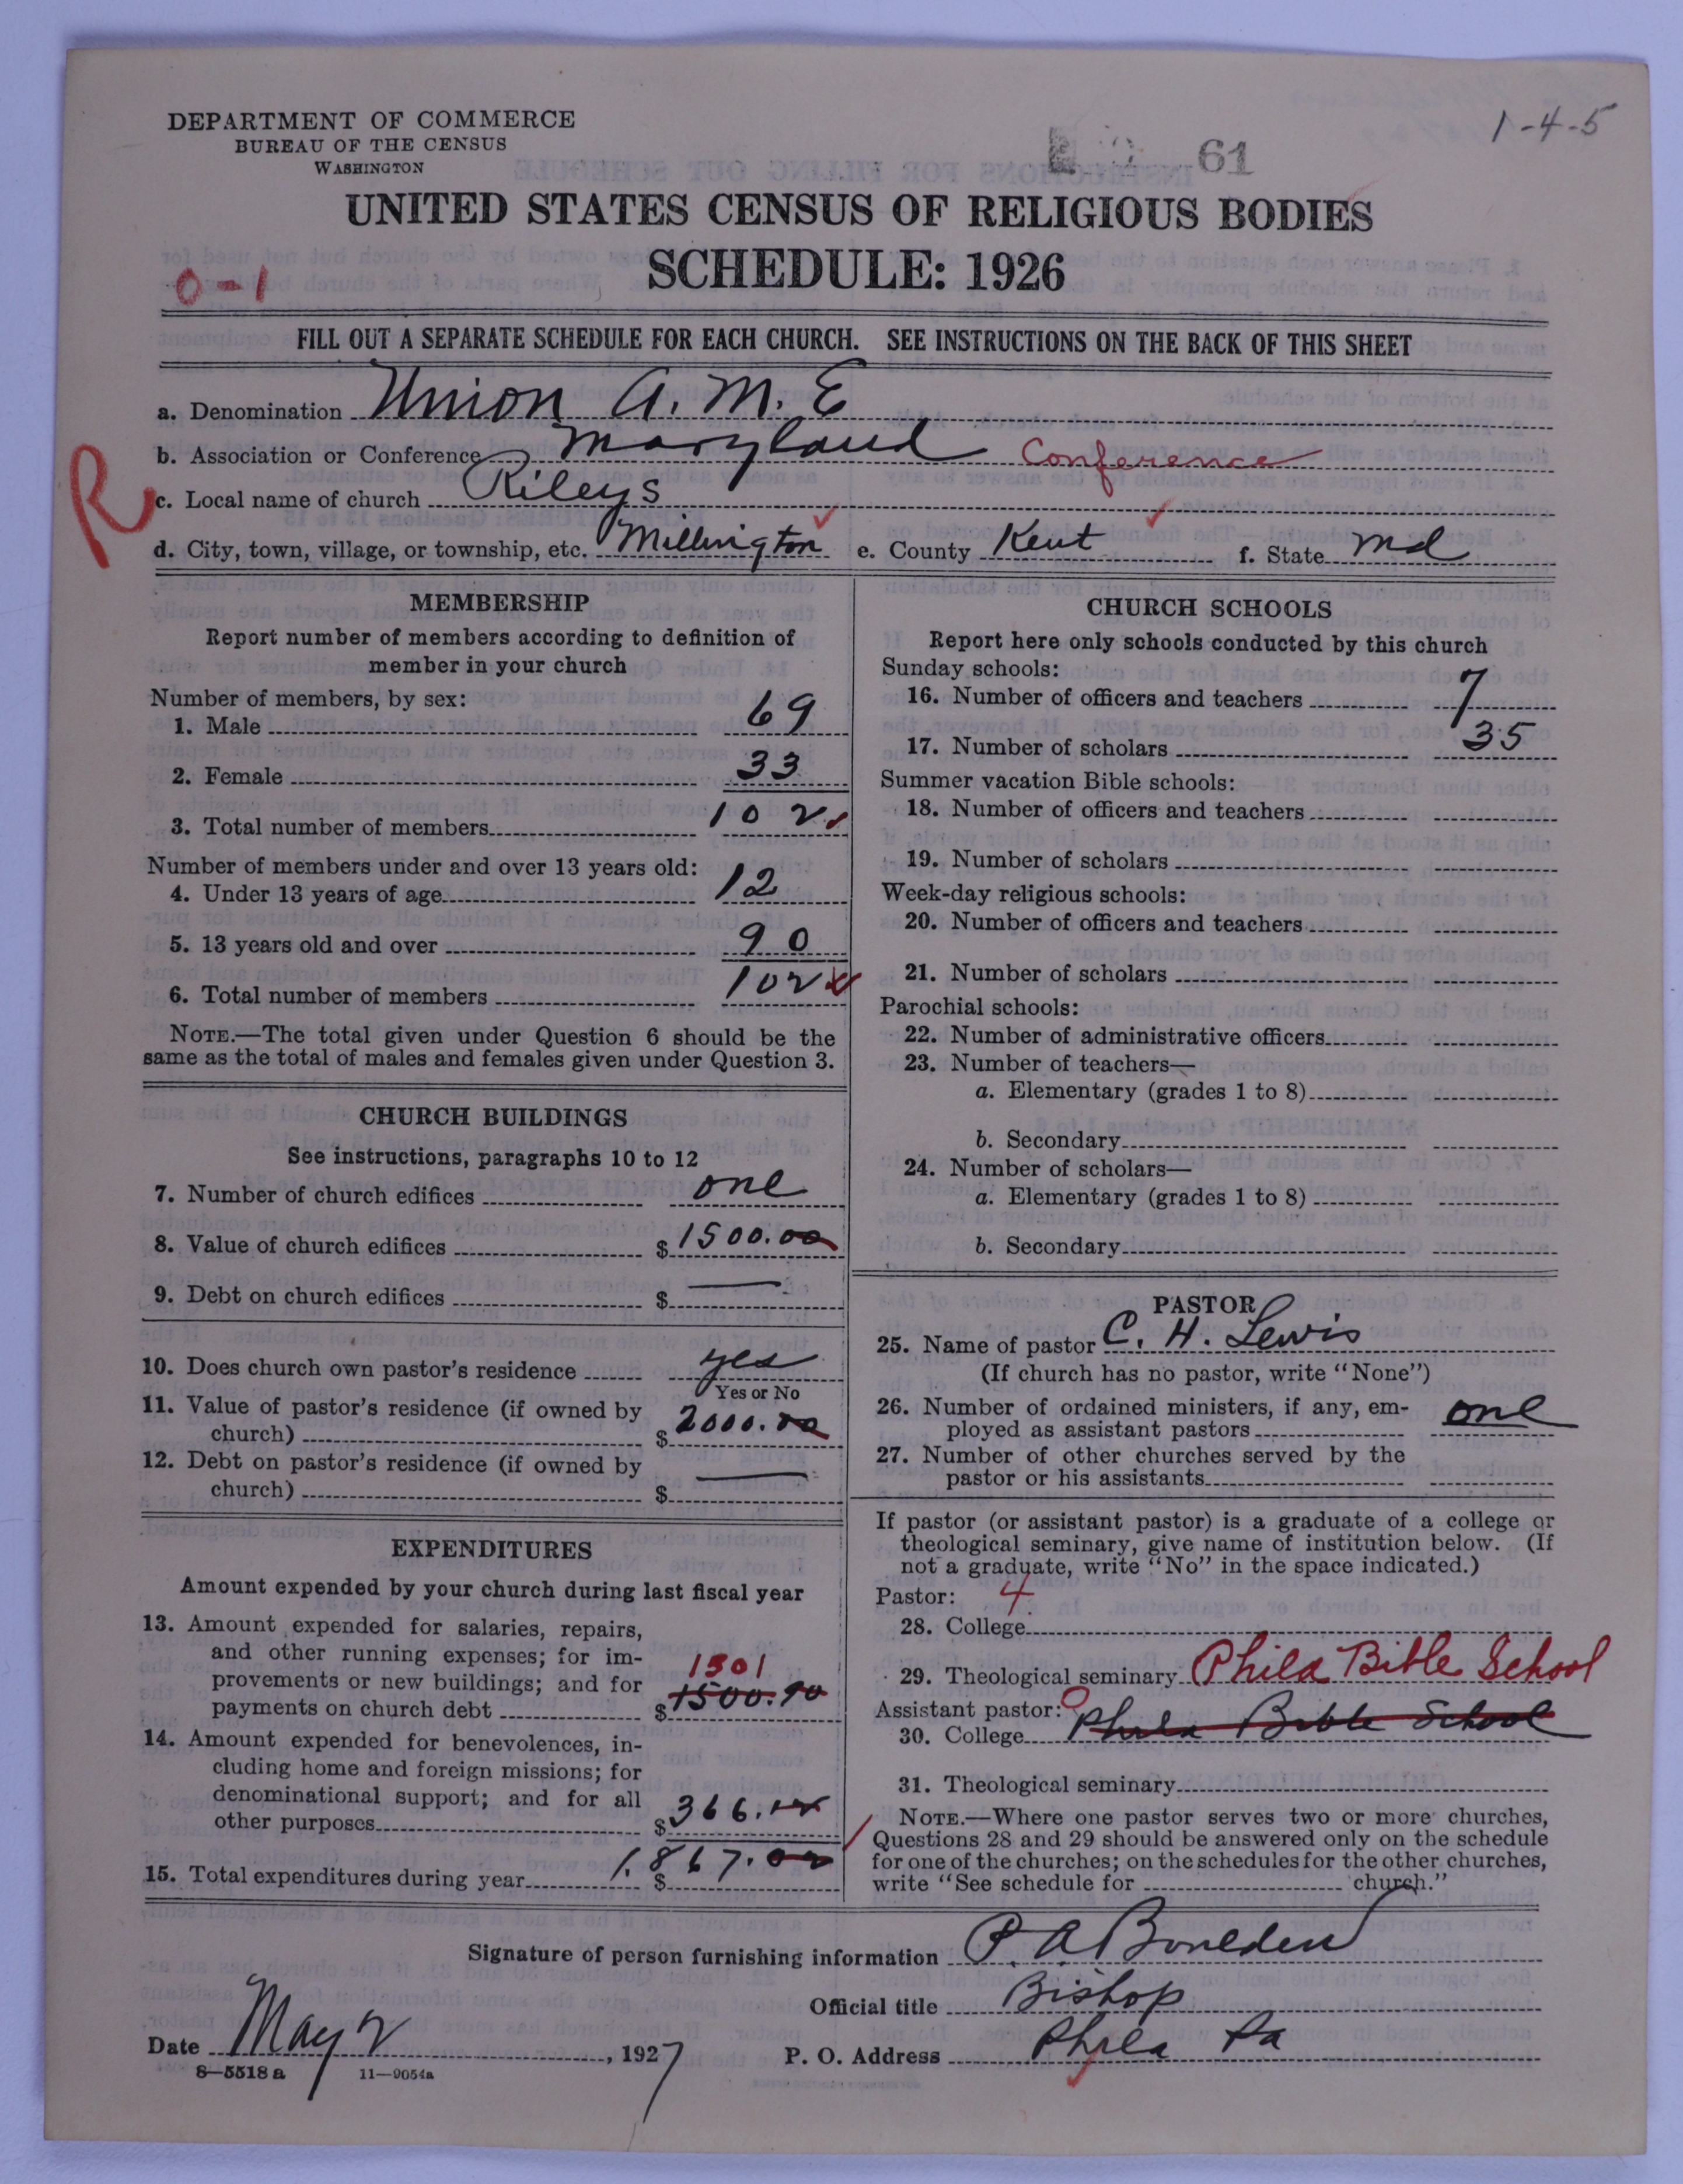 1-4-5
DEPARTMENT OF COMMERCE
BUREAU OF THE CENSUS
WASHINGTON
61
UNITED STATES CENSUS OF RELIGIOUS BODIES
SCHEDULE: 1926
0-1
FILL OUT A SEPARATE SCHEDULE FOR EACH CHURCH. SEE INSTRUCTIONS ON THE BACK OF THIS SHEET
a. Denomination Union A. M. E
b. Association or Conference Maryland Conference
R
c. Local name of church Rileys
d. City, town, village, or township, etc. Millington e. County Kent f. State Md
MEMBERSHIP
Report number of members according to definition of
member in your church
Number of members, by sex:
1. Male 69
2. Female 33
3. Total number of members 102
Number of members under and over 13 years old:
4. Under 13 years of age 12
5. 13 years old and over 90
6. Total number of members 102
NOTE.—The total given under Question 6 should be the
same as the total of males and females given under Question 3.
CHURCH BUILDINGS
See instructions, paragraphs 10 to 12
7. Number of church edifices one
8. Value of church edifices $ 1500.00
9. Debt on church edifices $ —
10. Does church own pastor's residence yes
Yes or No
11. Value of pastor's residence (if owned by
church) $ 2000.00
12. Debt on pastor's residence (if owned by
church) $ —
EXPENDITURES
Amount expended by your church during last fiscal year
13. Amount expended for salaries, repairs,
and other running expenses; for im-
provements or new buildings; and for 1501
payments on church debt $ 1500.90
14. Amount expended for benevolences, in-
cluding home and foreign missions; for
denominational support; and for all
other purposes $ 366.12
15. Total expenditures during year $ 1,867.02
CHURCH SCHOOLS
Report here only schools conducted by this church
Sunday schools:
16. Number of officers and teachers 7
17. Number of scholars 35
Summer vacation Bible schools:
18. Number of officers and teachers
19. Number of scholars
Week-day religious schools:
20. Number of officers and teachers
21. Number of scholars
Parochial schools:
22. Number of administrative officers
23. Number of teachers—
a. Elementary (grades 1 to 8)
b. Secondary
24. Number of scholars—
a. Elementary (grades 1 to 8)
b. Secondary
PASTOR
25. Name of pastor C. H. Lewis
(If church has no pastor, write "None")
26. Number of ordained ministers, if any, em-
ployed as assistant pastors one
27. Number of other churches served by the
pastor or his assistants
If pastor (or assistant pastor) is a graduate of a college or
theological seminary, give name of institution below. (If
not a graduate, write "No" in the space indicated.)
Pastor: 4
28. College
29. Theological seminary Phila Bible School
Assistant pastor: 0
30. College Phila Bible School
31. Theological seminary
NOTE.—Where one pastor serves two or more churches,
Questions 28 and 29 should be answered only on the schedule
for one of the churches; on the schedules for the other churches,
write "See schedule for church."
Signature of person furnishing information P. A. Boulden
Official title Bishop
Date May 2, 1927 P. O. Address Phila Pa
8—5518 a 11—9054a